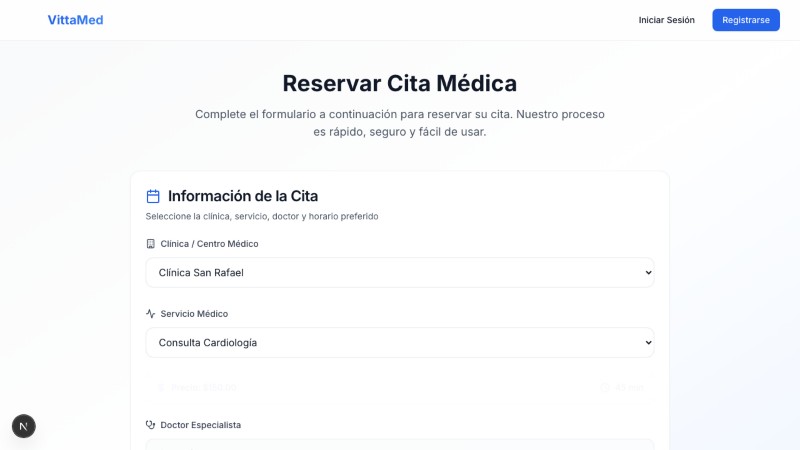 VittaMed
Iniciar Sesión
Registrarse
Reservar Cita Médica
Complete el formulario a continuación para reservar su cita. Nuestro proceso
es rápido, seguro y fácil de usar.
Información de la Cita
Seleccione la clínica, servicio, doctor y horario preferido
Clínica / Centro Médico
Clínica San Rafael
Servicio Médico
Consulta Cardiología
Doctor Especialista
N